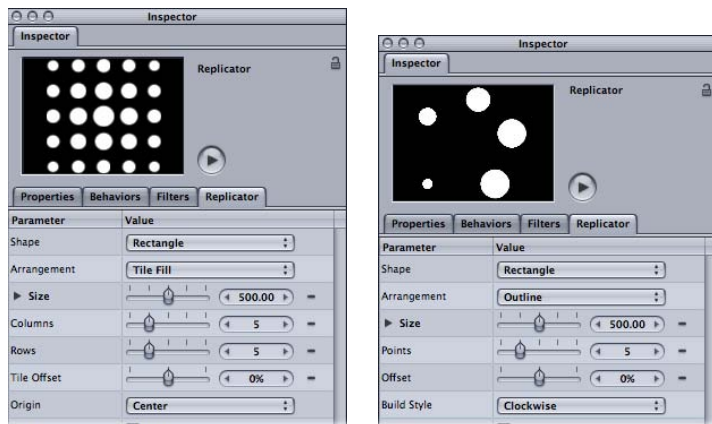 Inspector
Inspector
Replicator
Properties Behaviors Filters Replicator
Parameter Value
Shape Rectangle
Arrangement Tile Fill
Size 500.00
Columns 5
Rows 5
Tile Offset 0%
Origin Center
Inspector
Inspector
Replicator
Properties Behaviors Filters Replicator
Parameter Value
Shape Rectangle
Arrangement Outline
Size 500.00
Points 5
Offset 0%
Build Style Clockwise